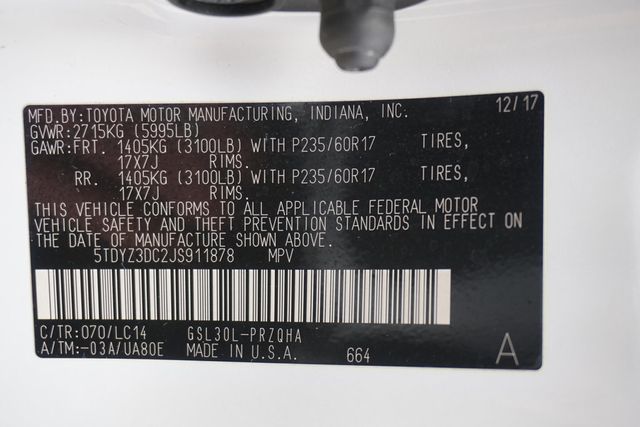 MFD.BY:TOYOTA MOTOR MANUFACTURING, INDIANA, INC. 12/17
GVWR:2715KG (5995LB)
GAWR:FRT. 1405KG (3100LB) WITH P235/60R17 TIRES,
17X7J RIMS.
RR. 1405KG (3100LB) WITH P235/60R17 TIRES,
17X7J RIMS.
THIS VEHICLE CONFORMS TO ALL APPLICABLE FEDERAL MOTOR
VEHICLE SAFETY AND THEFT PREVENTION STANDARDS IN EFFECT ON
THE DATE OF MANUFACTURE SHOWN ABOVE.
5TDYZ3DC2JS911878 MPV
C/TR:070/LC14 GSL30L-PRZQHA
A/TM:-03A/UA80E MADE IN U.S.A. 664 A